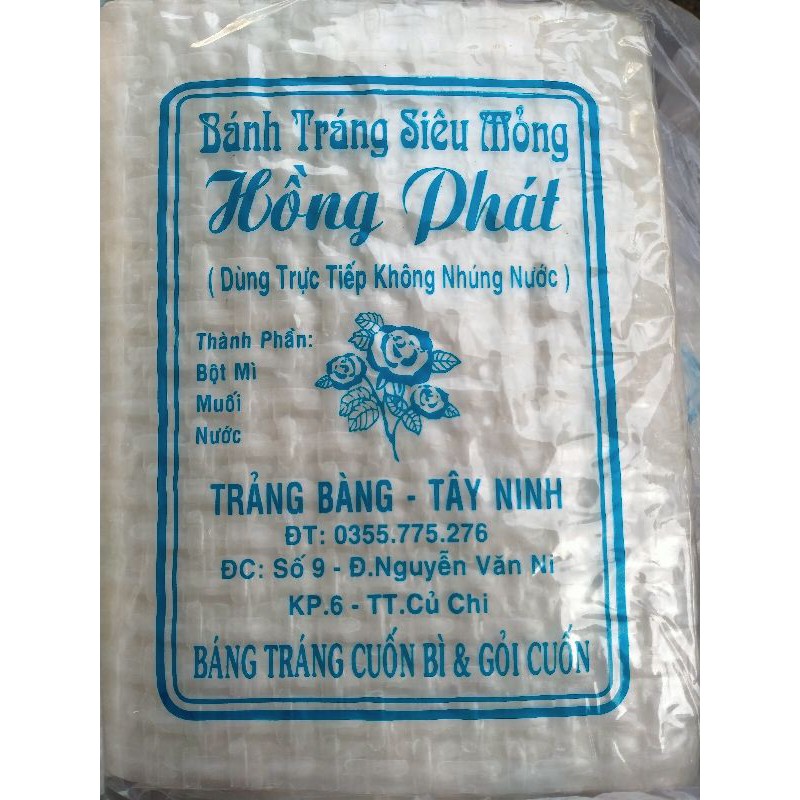 Bánh Tráng Siêu Mỏng
Hồng Phát
( Dùng Trực Tiếp Không Nhúng Nước )
Thành Phần:
Bột Mì
Muối
Nước
TRẢNG BÀNG - TÂY NINH
ĐT: 0355.775.276
ĐC: Số 9 - Đ.Nguyễn Văn Ni
KP.6 - TT.Củ Chi
BÁNG TRÁNG CUỐN BÌ & GỎI CUỐN